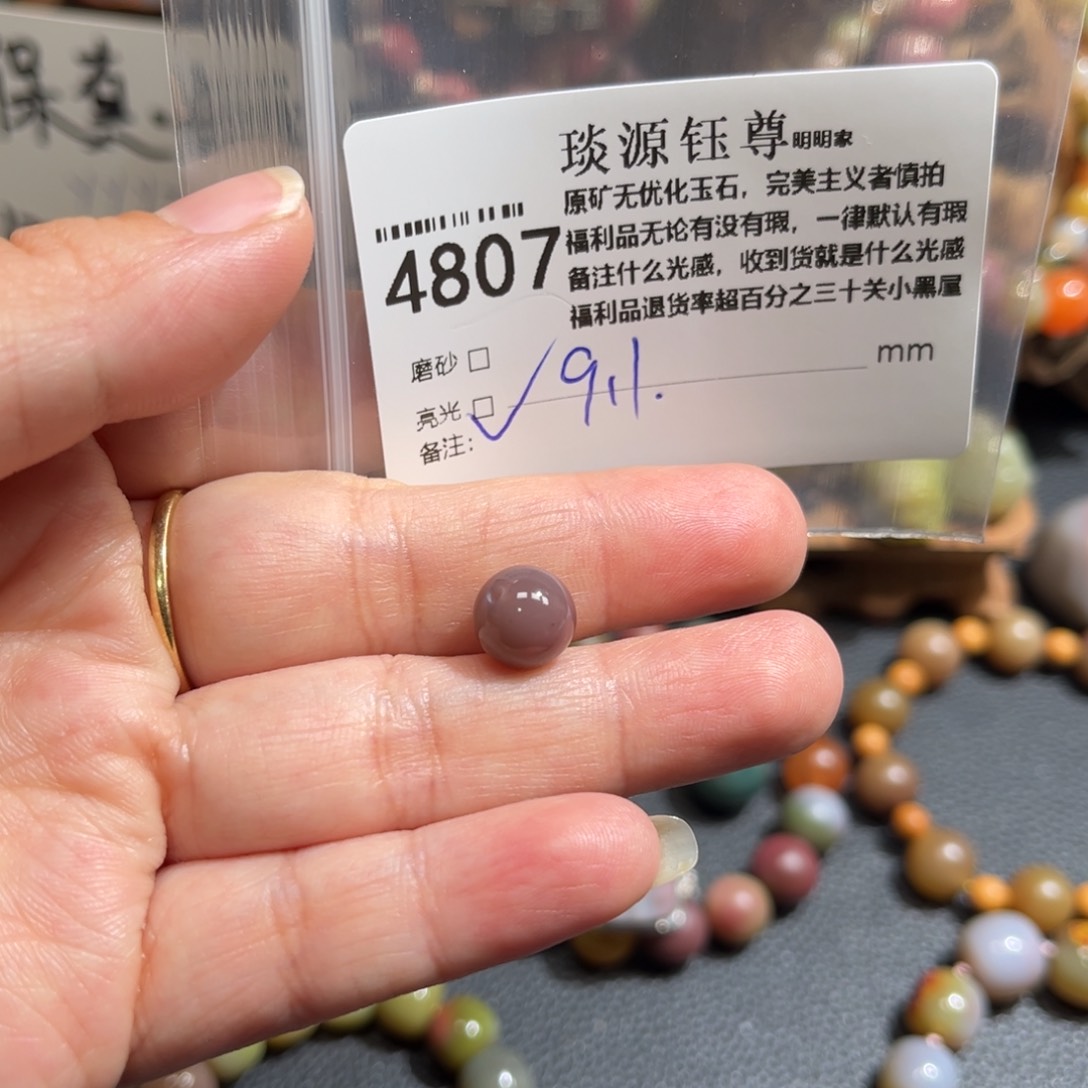 保真.
琰源钰尊明明家
原矿无优化玉石，完美主义者慎拍
福利品无论有没有瑕，一律默认有瑕
备注什么光感，收到货就是什么光感
福利品退货率超百分之三十关小黑屋
4807
磨砂 □
亮光 □ ✓ 9.1.
mm
备注：